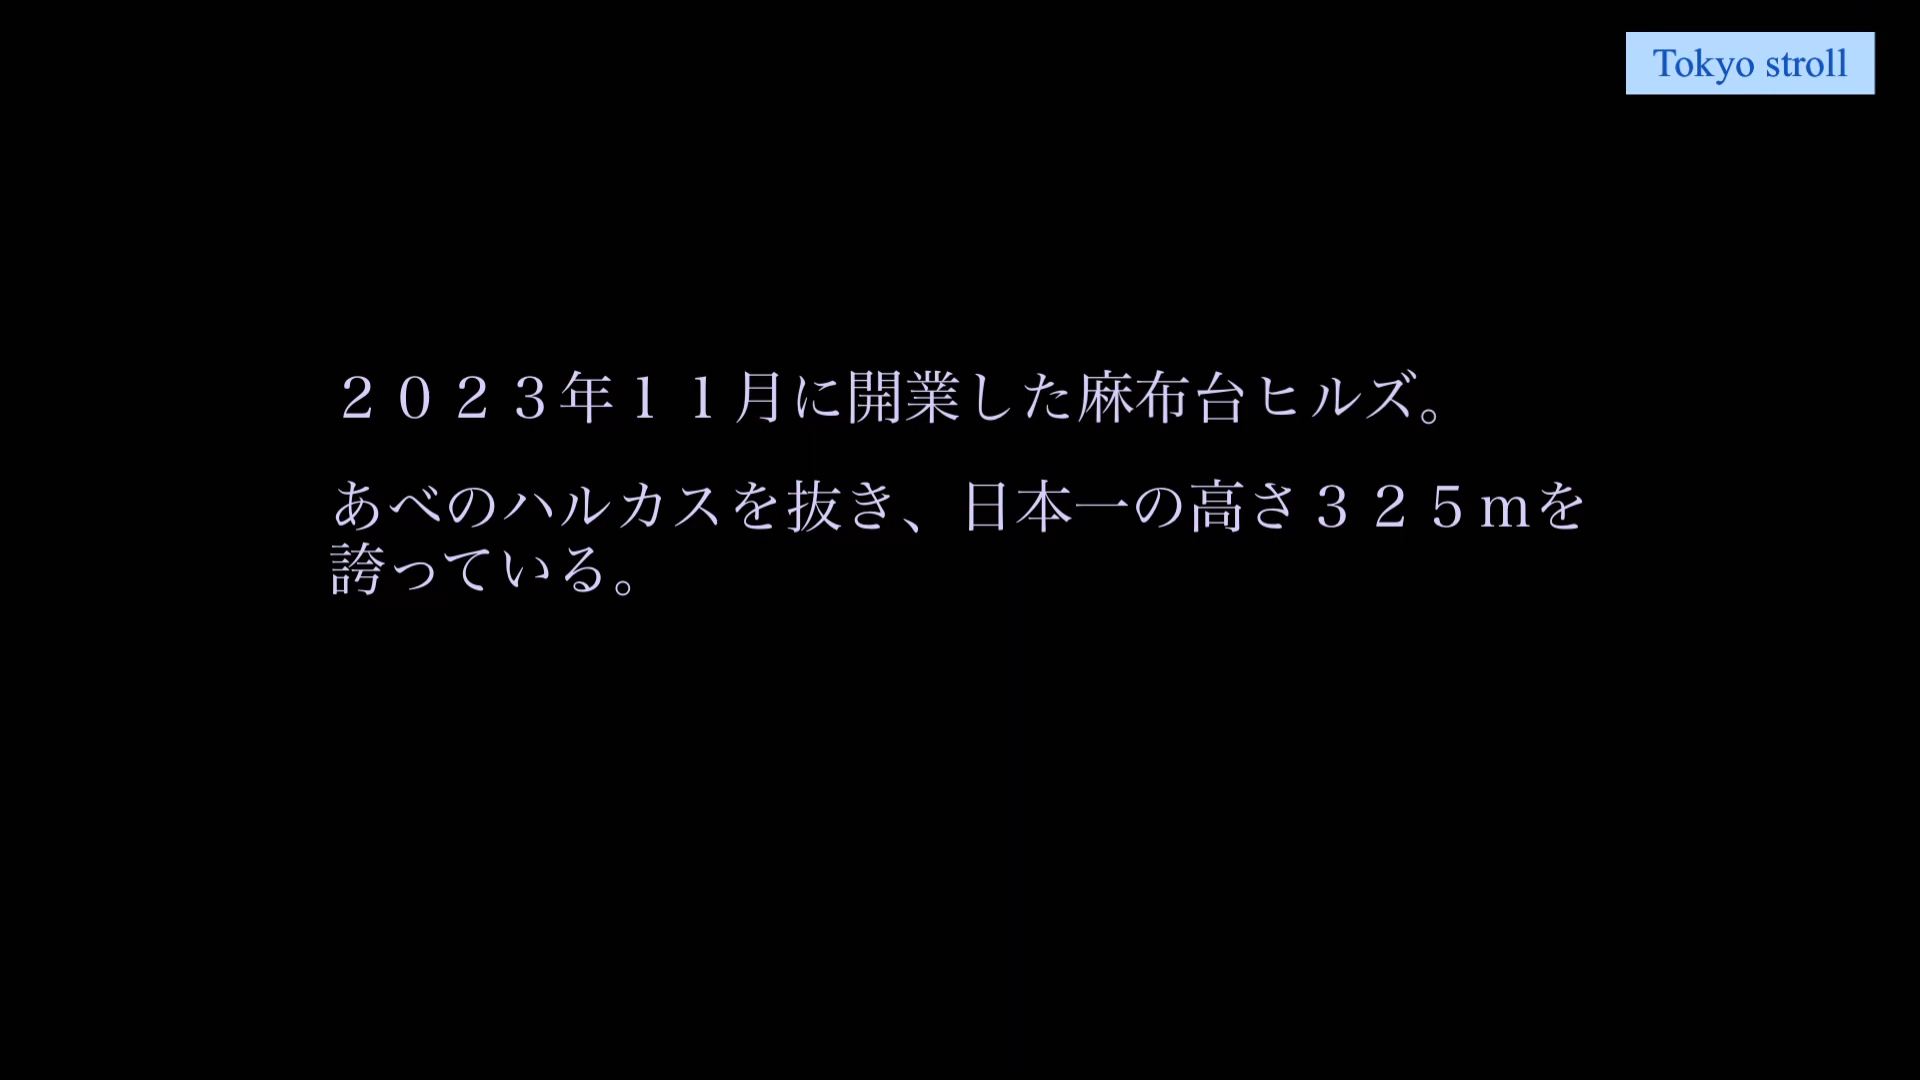 Tokyo stroll
２０２３年１１月に開業した麻布台ヒルズ。
あべのハルカスを抜き、日本一の高さ３２５ｍを
誇っている。